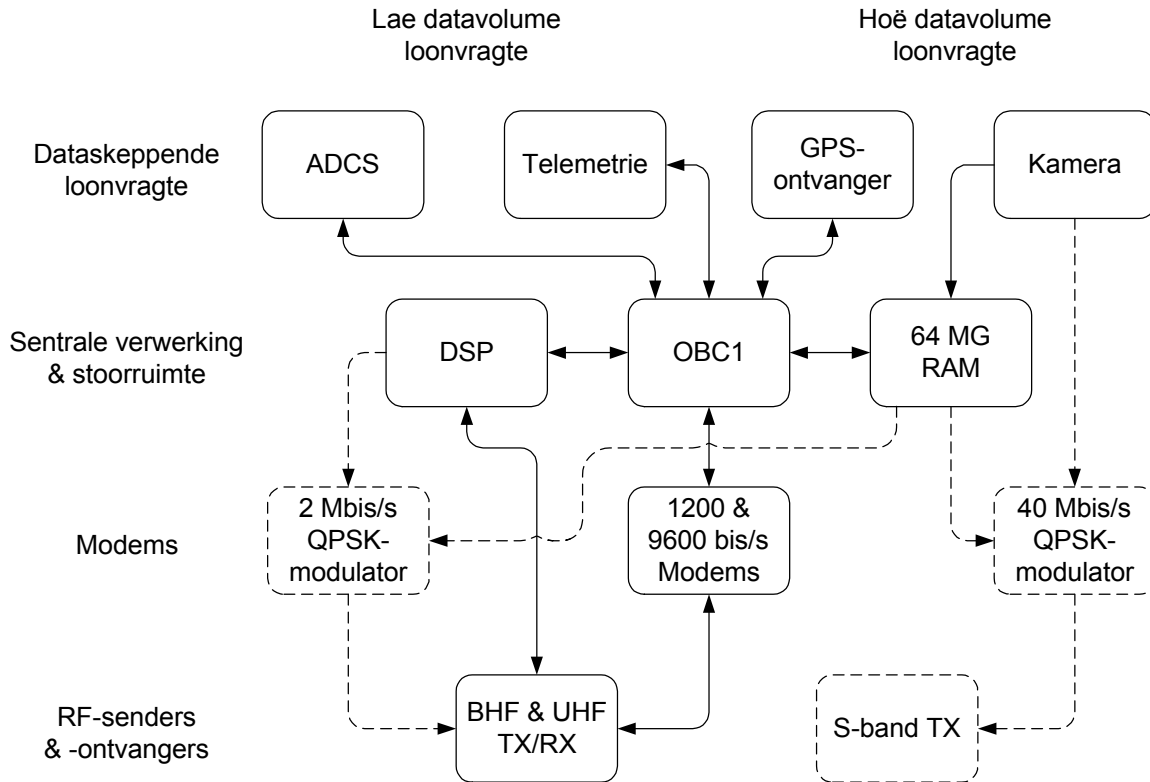 Lae datavolume
loonvragte
Hoë datavolume
loonvragte
Dataskeppende
loonvragte
ADCS
Telemetrie
GPS-
ontvanger
Kamera
Sentrale verwerking
& stoorruimte
DSP
OBC1
64 MG
RAM
Modems
2 Mbis/s
QPSK-
modulator
1200 &
9600 bis/s
Modems
40 Mbis/s
QPSK-
modulator
RF-senders
& -ontvangers
BHF & UHF
TX/RX
S-band TX